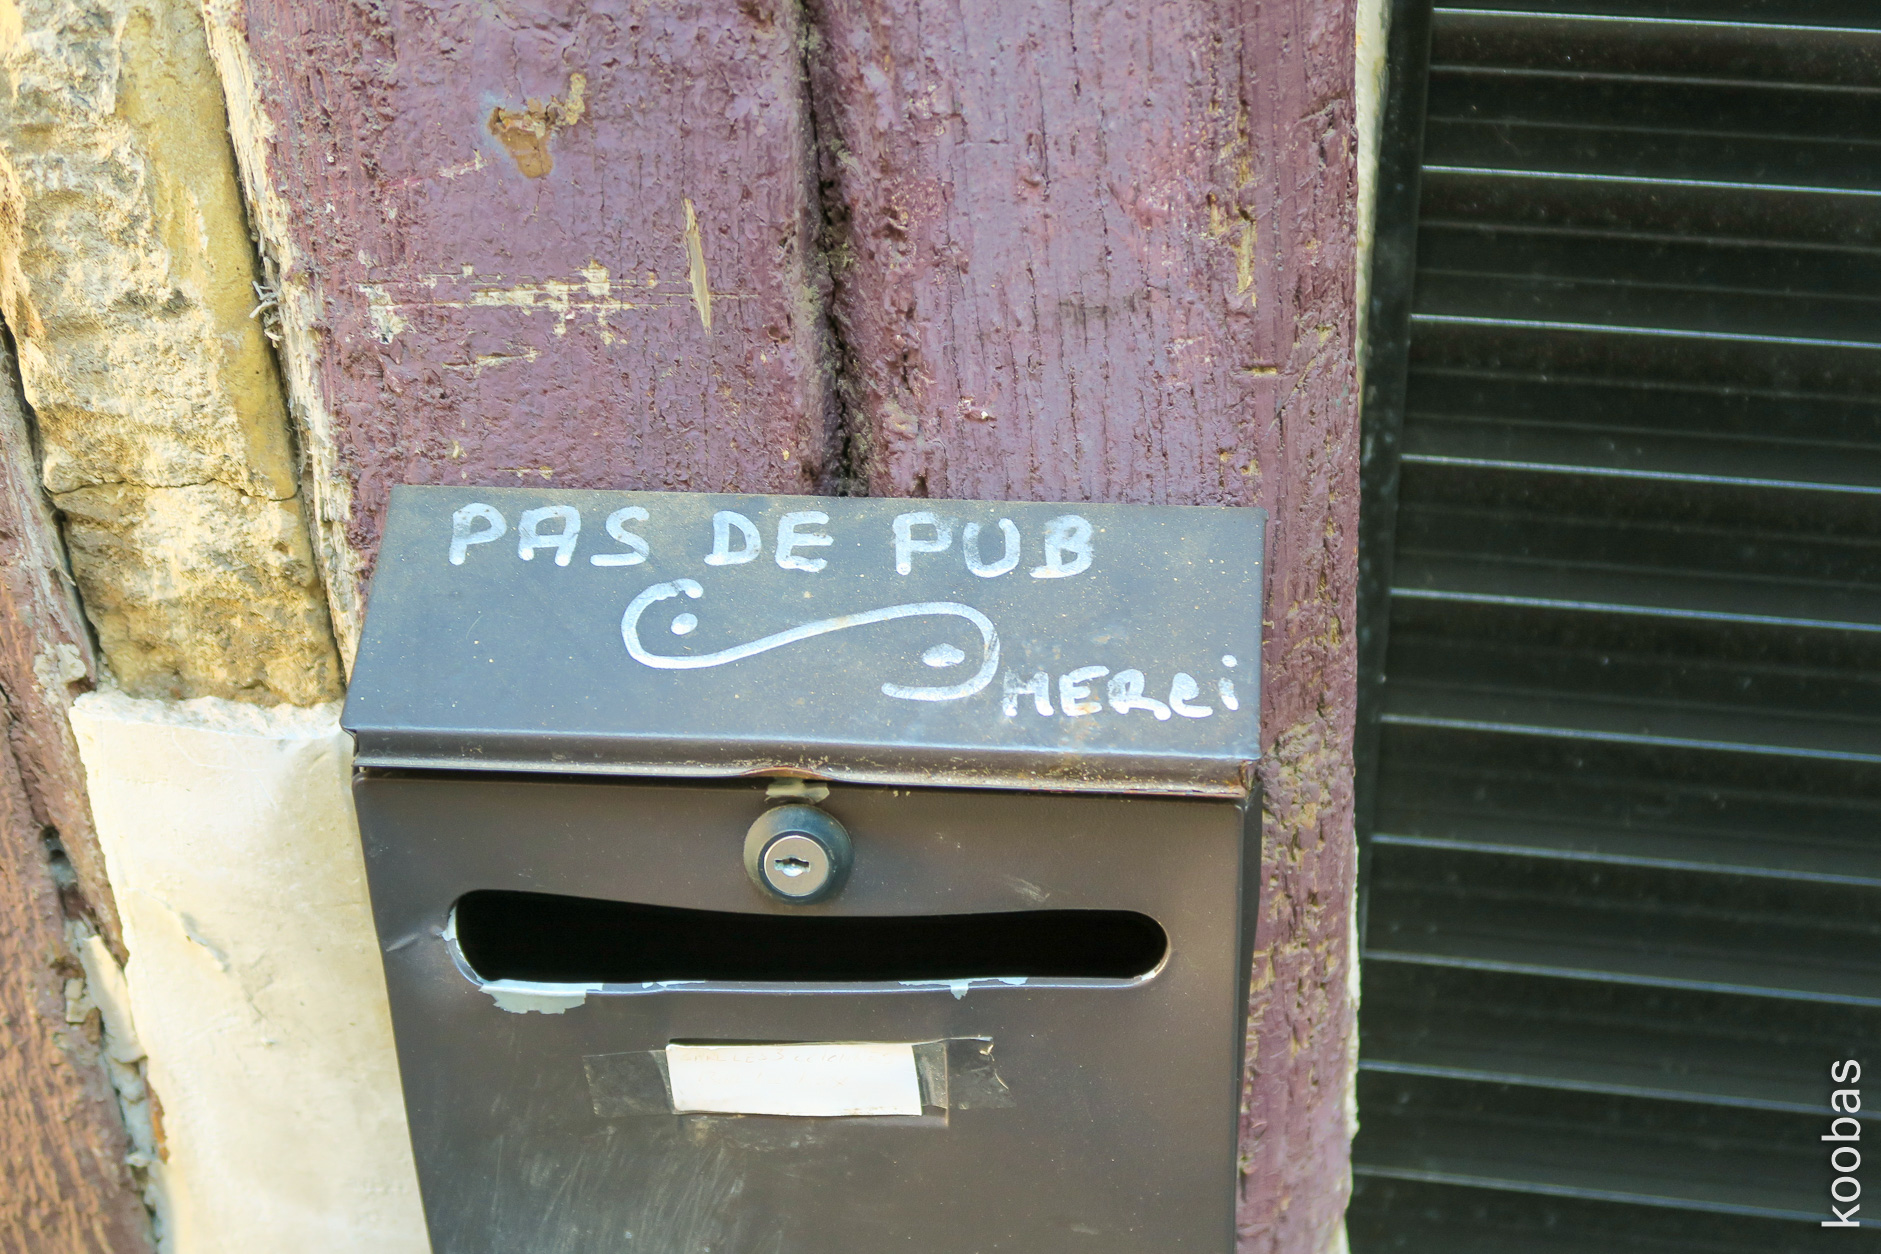 PAS DE PUB
MERCi
koobas